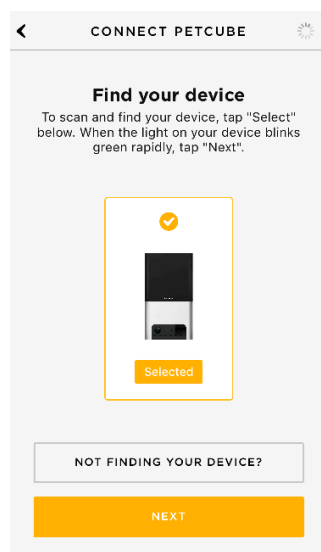 CONNECT PETCUBE
Find your device
To scan and find your device, tap "Select"
below. When the light on your device blinks
green rapidly, tap "Next".
Selected
NOT FINDING YOUR DEVICE?
NEXT